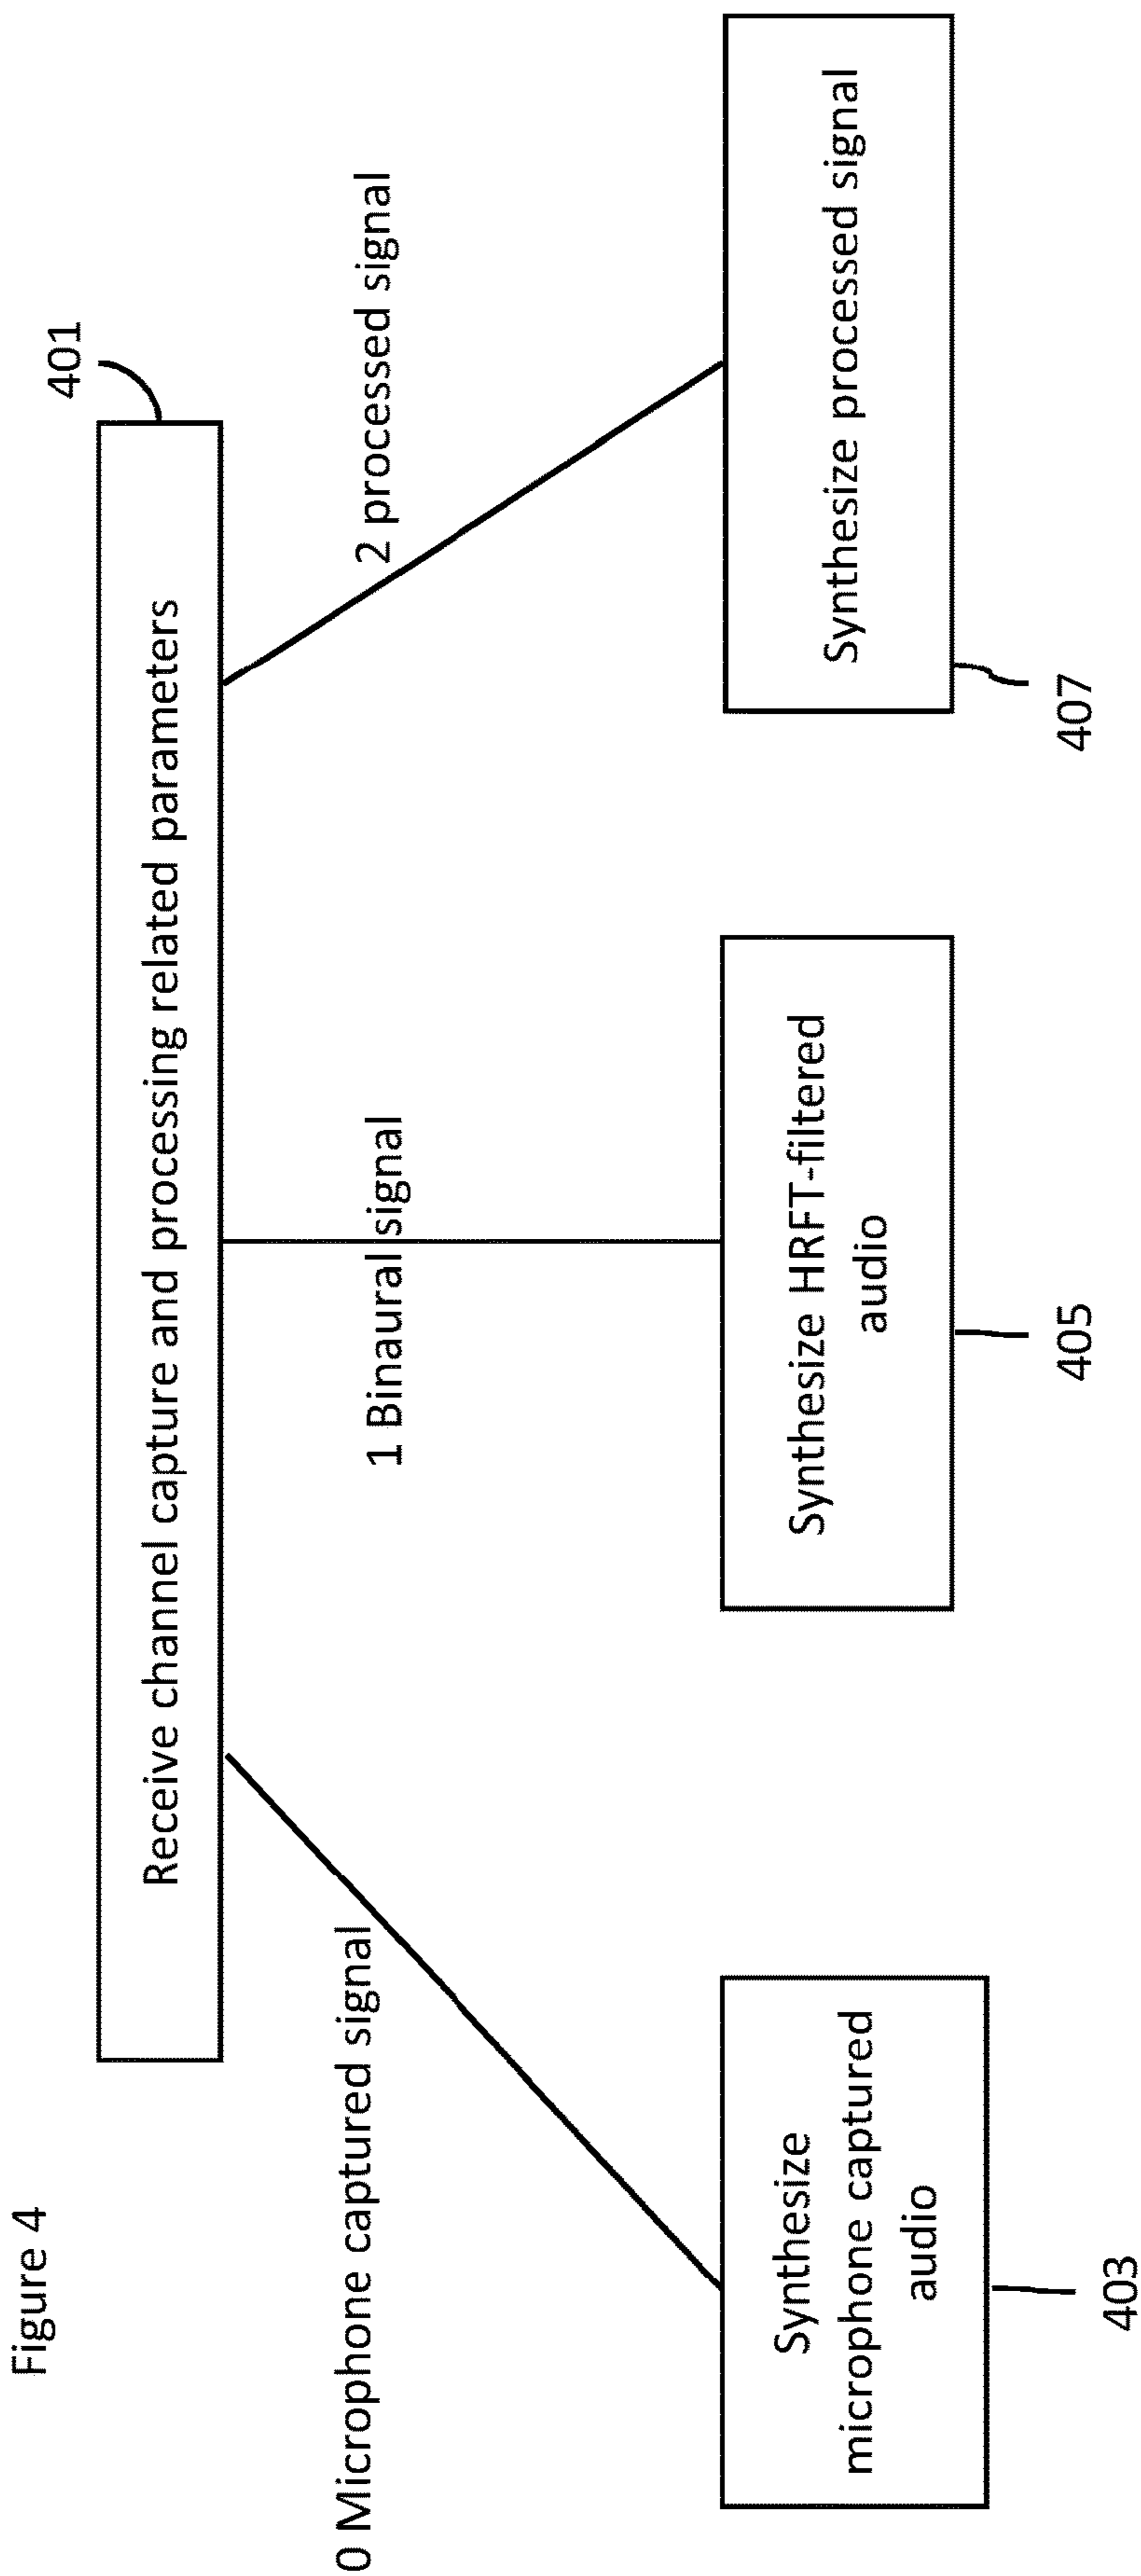 Figure 4
401
Receive channel capture and processing related parameters
0 Microphone captured signal
1 Binaural signal
2 processed signal
Synthesize
microphone captured
audio
Synthesize HRFT-filtered
audio
Synthesize processed signal
403
405
407